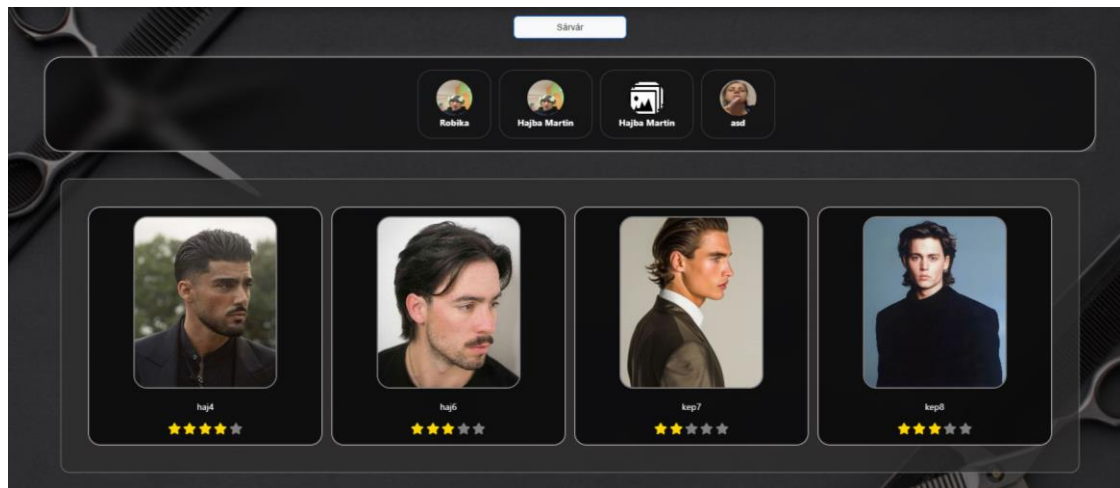 Sárvár
Robika
Hajba Martin
Hajba Martin
asd
haj4
haj6
kep7
kep8